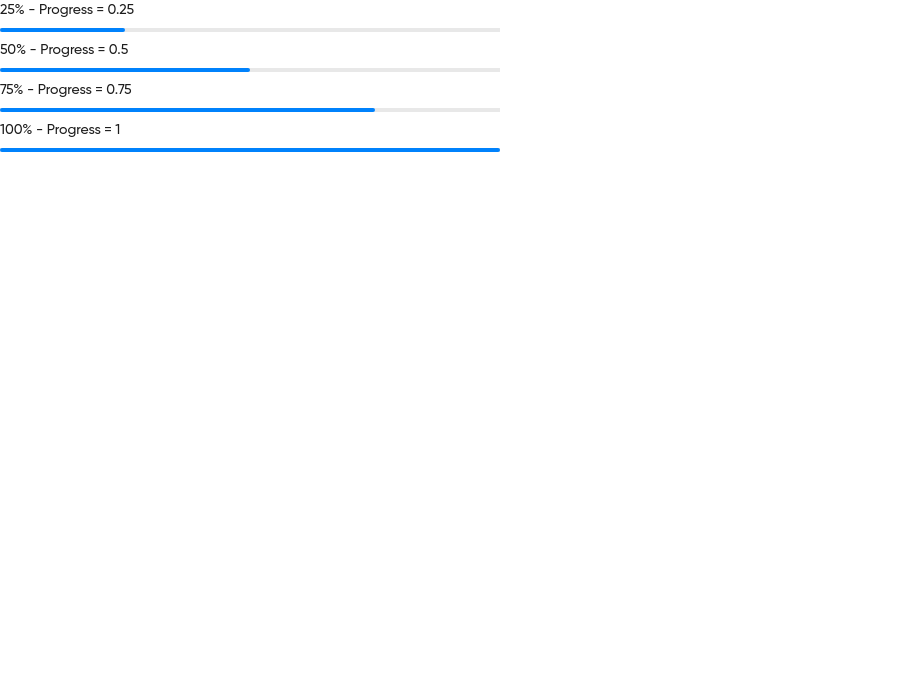 25% - Progress = 0.25
50% - Progress = 0.5
75% - Progress = 0.75
100% - Progress = 1